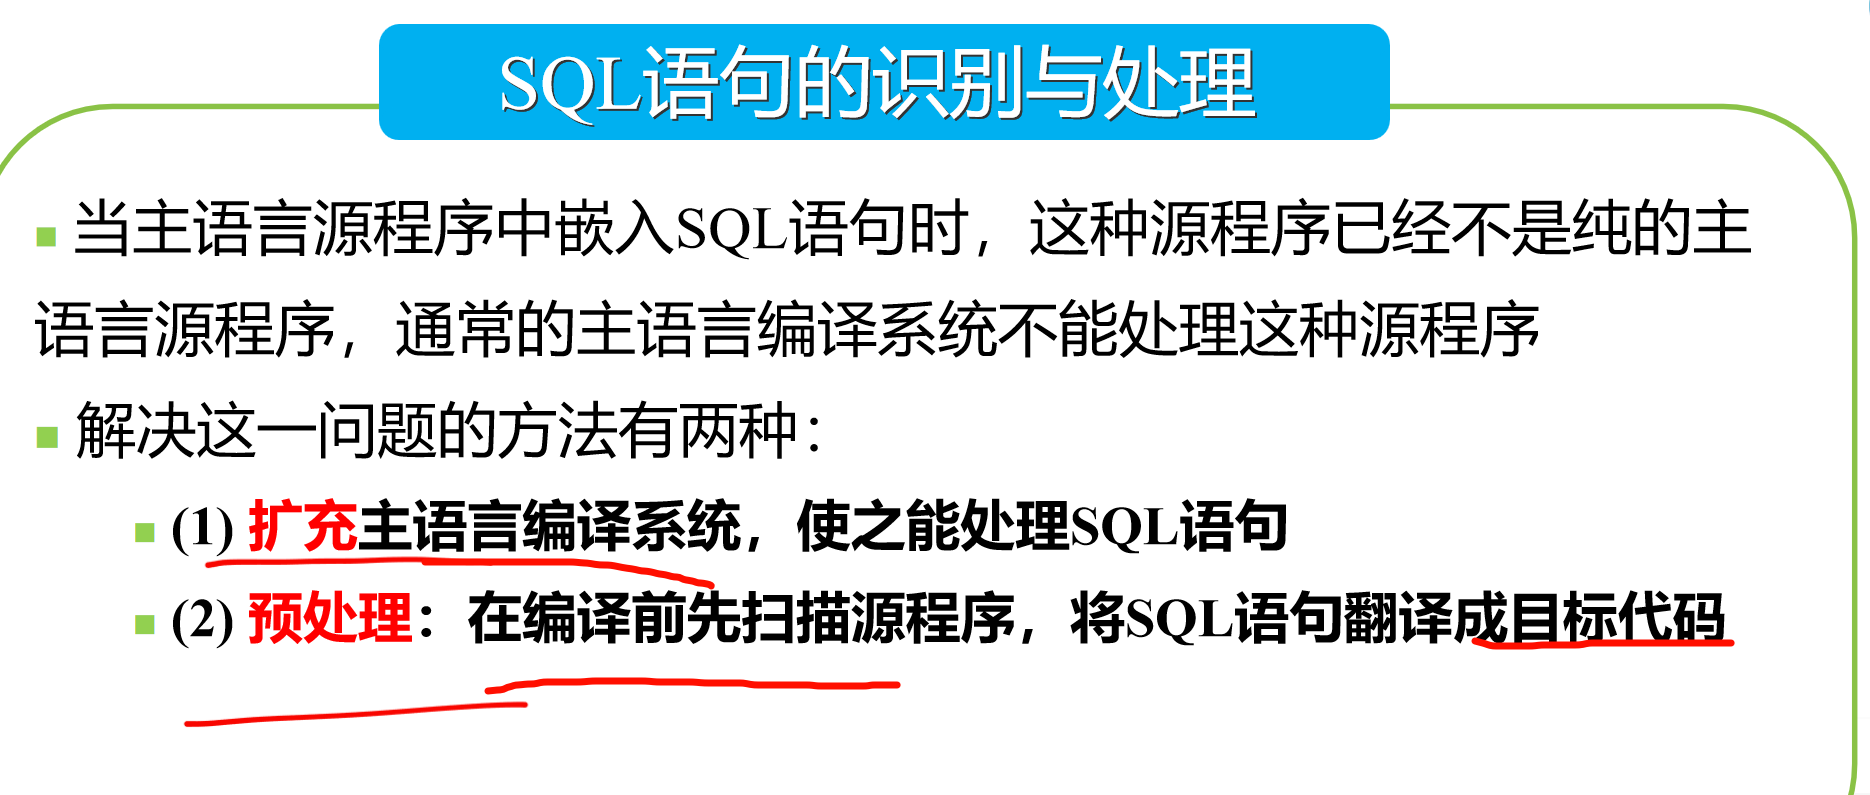 SQL语句的识别与处理
当主语言源程序中嵌入SQL语句时，这种源程序已经不是纯的主
语言源程序，通常的主语言编译系统不能处理这种源程序
解决这一问题的方法有两种：
(1) 扩充主语言编译系统，使之能处理SQL语句
(2) 预处理：在编译前先扫描源程序，将SQL语句翻译成目标代码